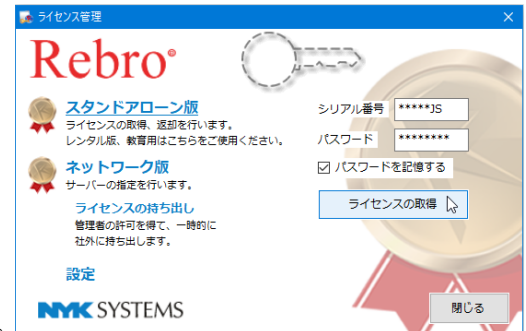 ライセンス管理
Rebro®
スタンドアローン版
ライセンスの取得、返却を行います。
レンタル版、教育用はこちらをご使用ください。
ネットワーク版
サーバーの指定を行います。
ライセンスの持ち出し
管理者の許可を得て、一時的に
社外に持ち出します。
設定
NYK SYSTEMS
シリアル番号 *****JS
パスワード ********
パスワードを記憶する
ライセンスの取得
閉じる